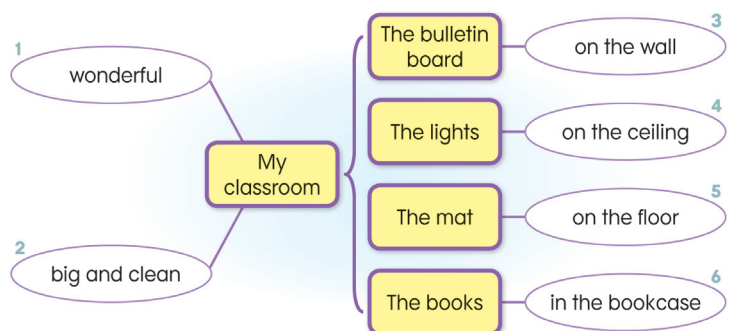 1
wonderful
2
big and clean
My
classroom
The bulletin
board
3
on the wall
The lights
4
on the ceiling
The mat
5
on the floor
The books
6
in the bookcase